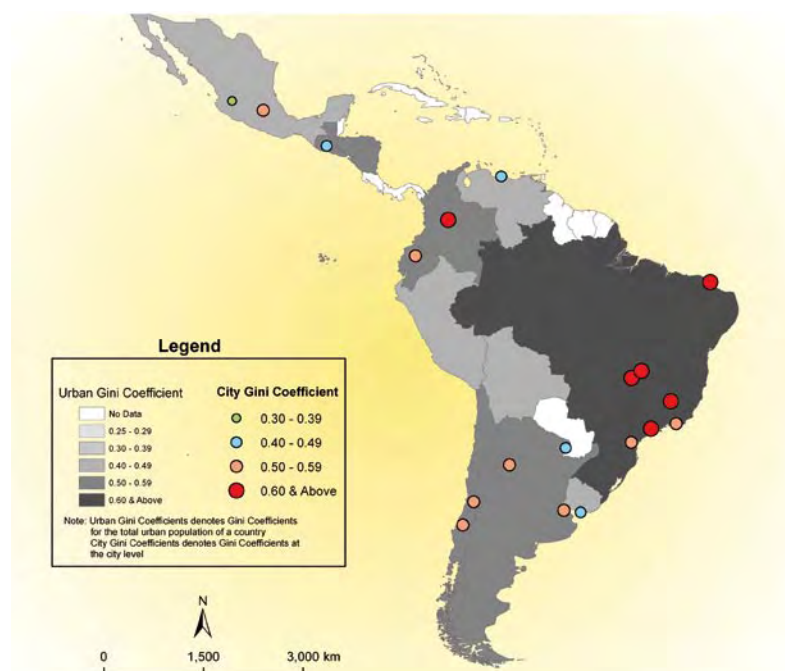 Legend
Urban Gini Coefficient
No Data
0.25 - 0.29
0.30 - 0.39
0.40 - 0.49
0.50 - 0.59
0.60 & Above
City Gini Coefficient
0.30 - 0.39
0.40 - 0.49
0.50 - 0.59
0.60 & Above
Note: Urban Gini Coefficients denotes Gini Coefficients
for the total urban population of a country
City Gini Coefficients denotes Gini Coefficients at
the city level
N
0 1,500 3,000 km